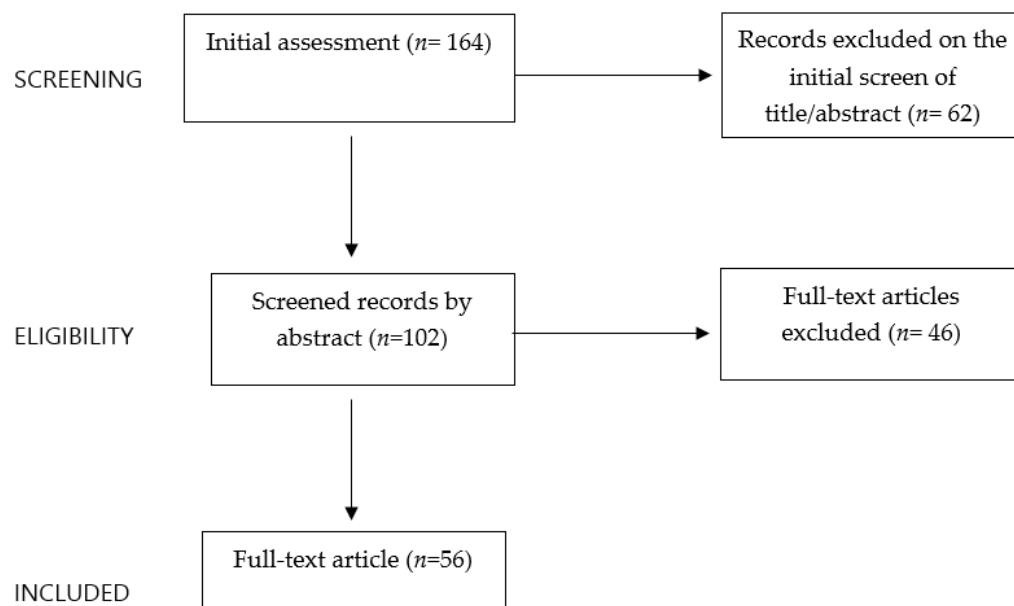 Initial assessment (n= 164)
Records excluded on the
initial screen of
title/abstract (n= 62)
SCREENING
Screened records by
abstract (n=102)
Full-text articles
excluded (n= 46)
ELIGIBILITY
Full-text article (n=56)
INCLUDED